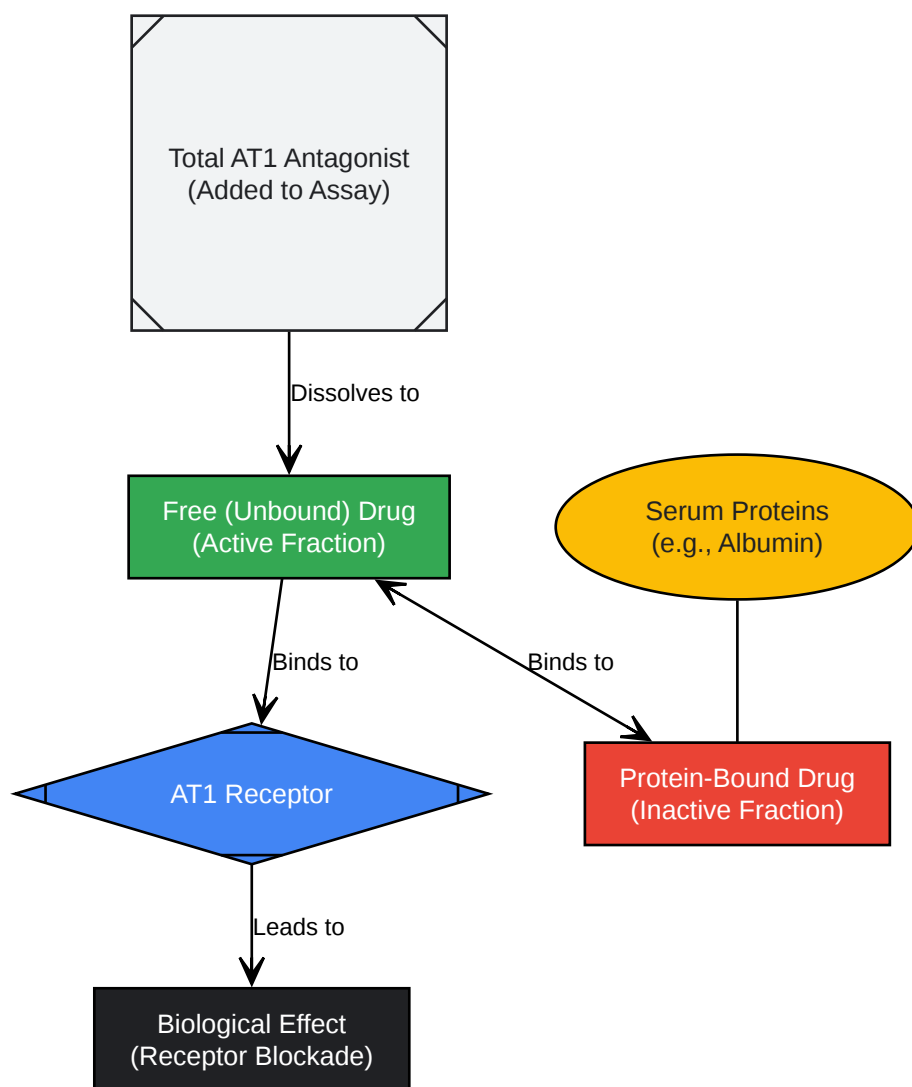 Total AT1 Antagonist
(Added to Assay)
Dissolves to
Free (Unbound) Drug
(Active Fraction)
Serum Proteins
(e.g., Albumin)
Binds to
Binds to
AT1 Receptor
Protein-Bound Drug
(Inactive Fraction)
Leads to
Biological Effect
(Receptor Blockade)